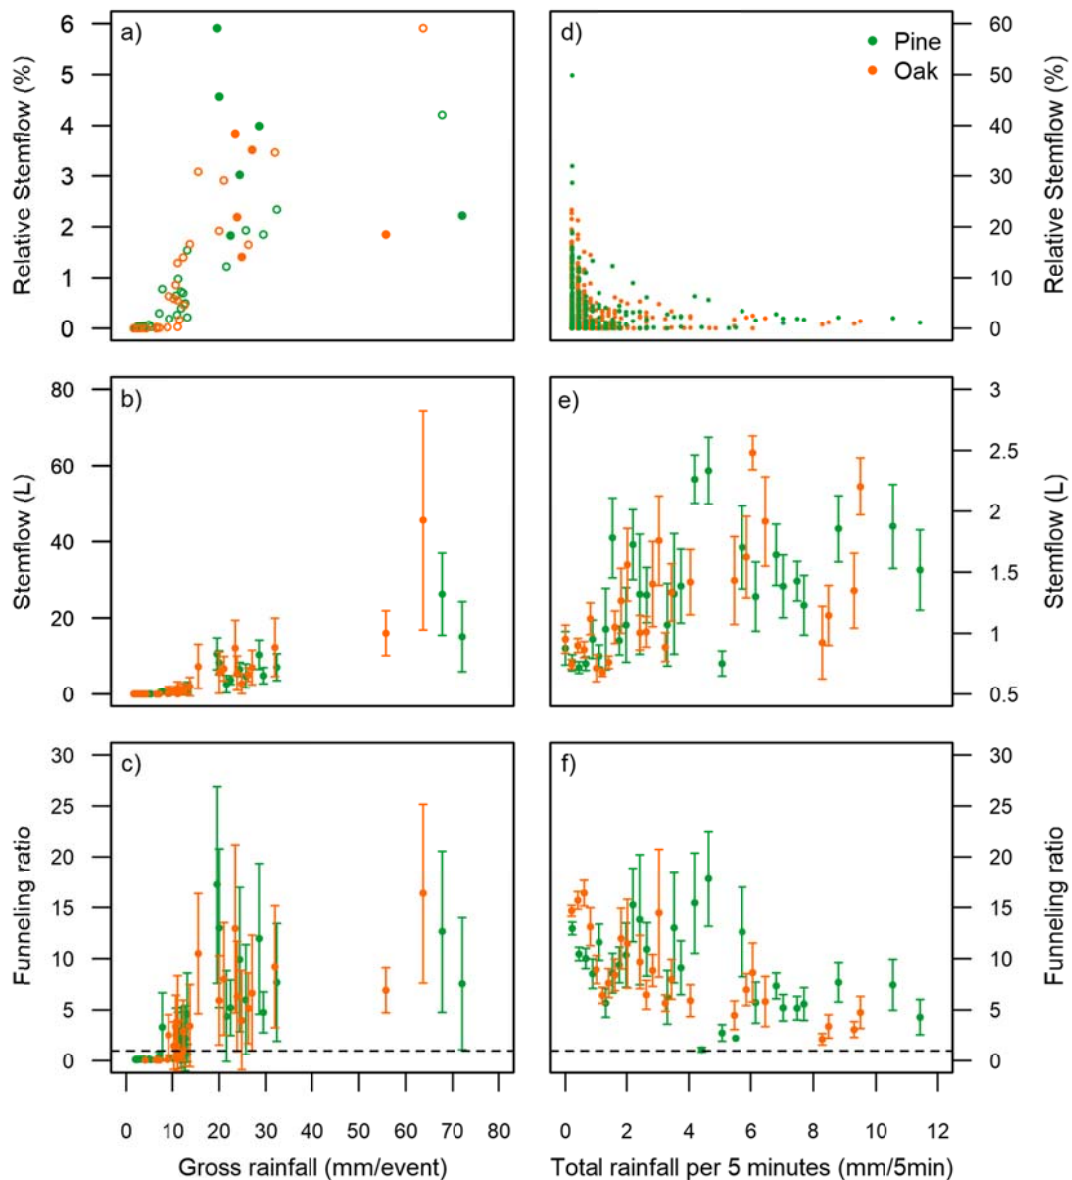 a)
6
5
4
3
2
1
0
Relative Stemflow (%)
d)
Pine
Oak
60
50
40
30
20
10
0
Relative Stemflow (%)
b)
80
60
40
20
0
Stemflow (L)
e)
3
2.5
2
1.5
1
0.5
Stemflow (L)
c)
30
25
20
15
10
5
0
Funneling ratio
f)
30
25
20
15
10
5
0
Funneling ratio
0 10 20 30 40 50 60 70 80
Gross rainfall (mm/event)
0 2 4 6 8 10 12
Total rainfall per 5 minutes (mm/5min)